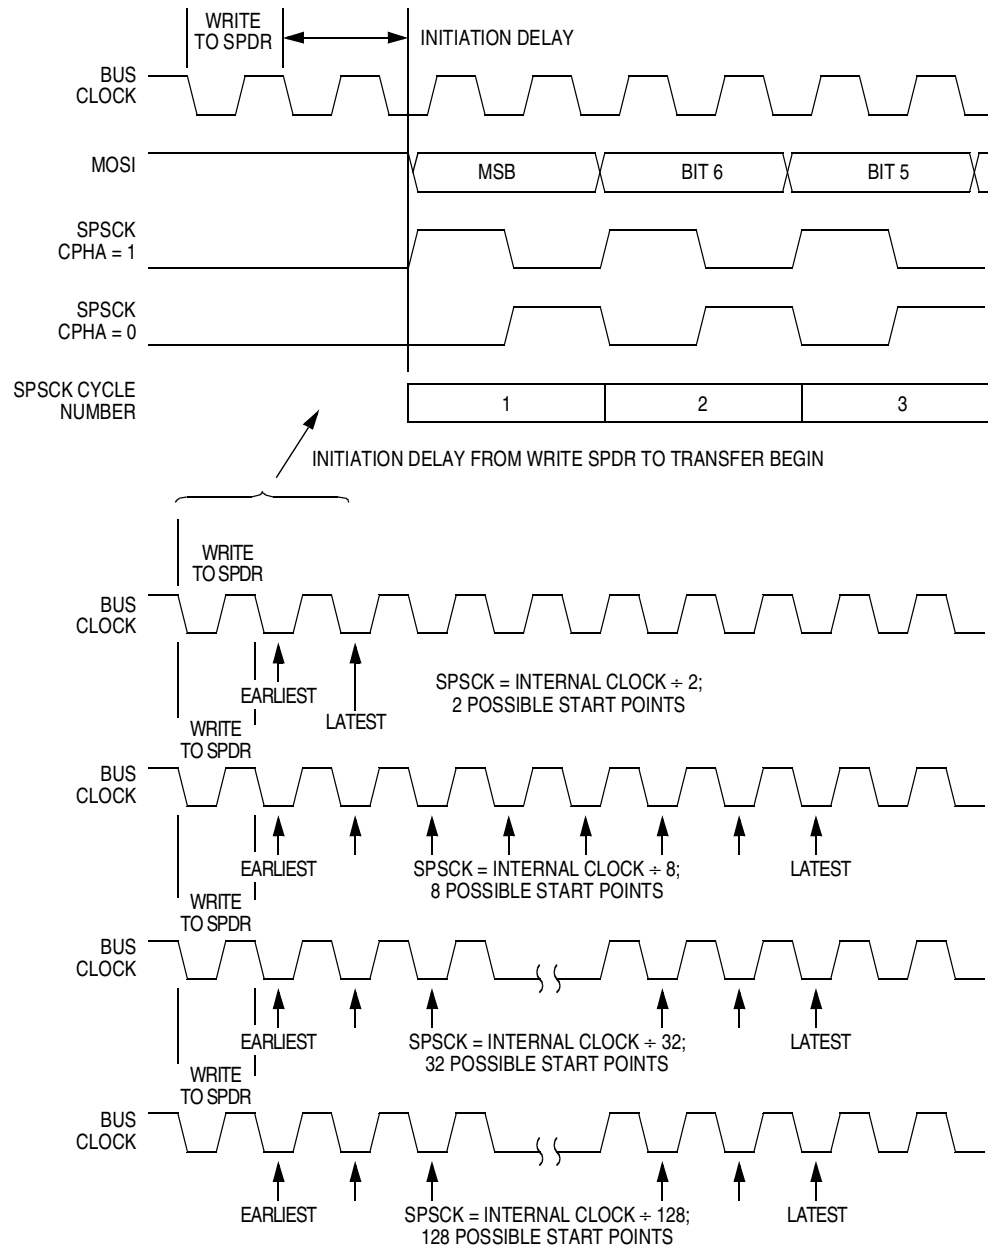 WRITE
TO SPDR
INITIATION DELAY
BUS
CLOCK
MOSI
MSB
BIT 6
BIT 5
SPSCK
CPHA = 1
SPSCK
CPHA = 0
SPSCK CYCLE
NUMBER
1
2
3
INITIATION DELAY FROM WRITE SPDR TO TRANSFER BEGIN
WRITE
TO SPDR
BUS
CLOCK
EARLIEST
LATEST
SPSCK = INTERNAL CLOCK ÷ 2;
2 POSSIBLE START POINTS
WRITE
TO SPDR
BUS
CLOCK
EARLIEST
SPSCK = INTERNAL CLOCK ÷ 8;
8 POSSIBLE START POINTS
LATEST
WRITE
TO SPDR
BUS
CLOCK
EARLIEST
SPSCK = INTERNAL CLOCK ÷ 32;
32 POSSIBLE START POINTS
LATEST
WRITE
TO SPDR
BUS
CLOCK
EARLIEST
SPSCK = INTERNAL CLOCK ÷ 128;
128 POSSIBLE START POINTS
LATEST